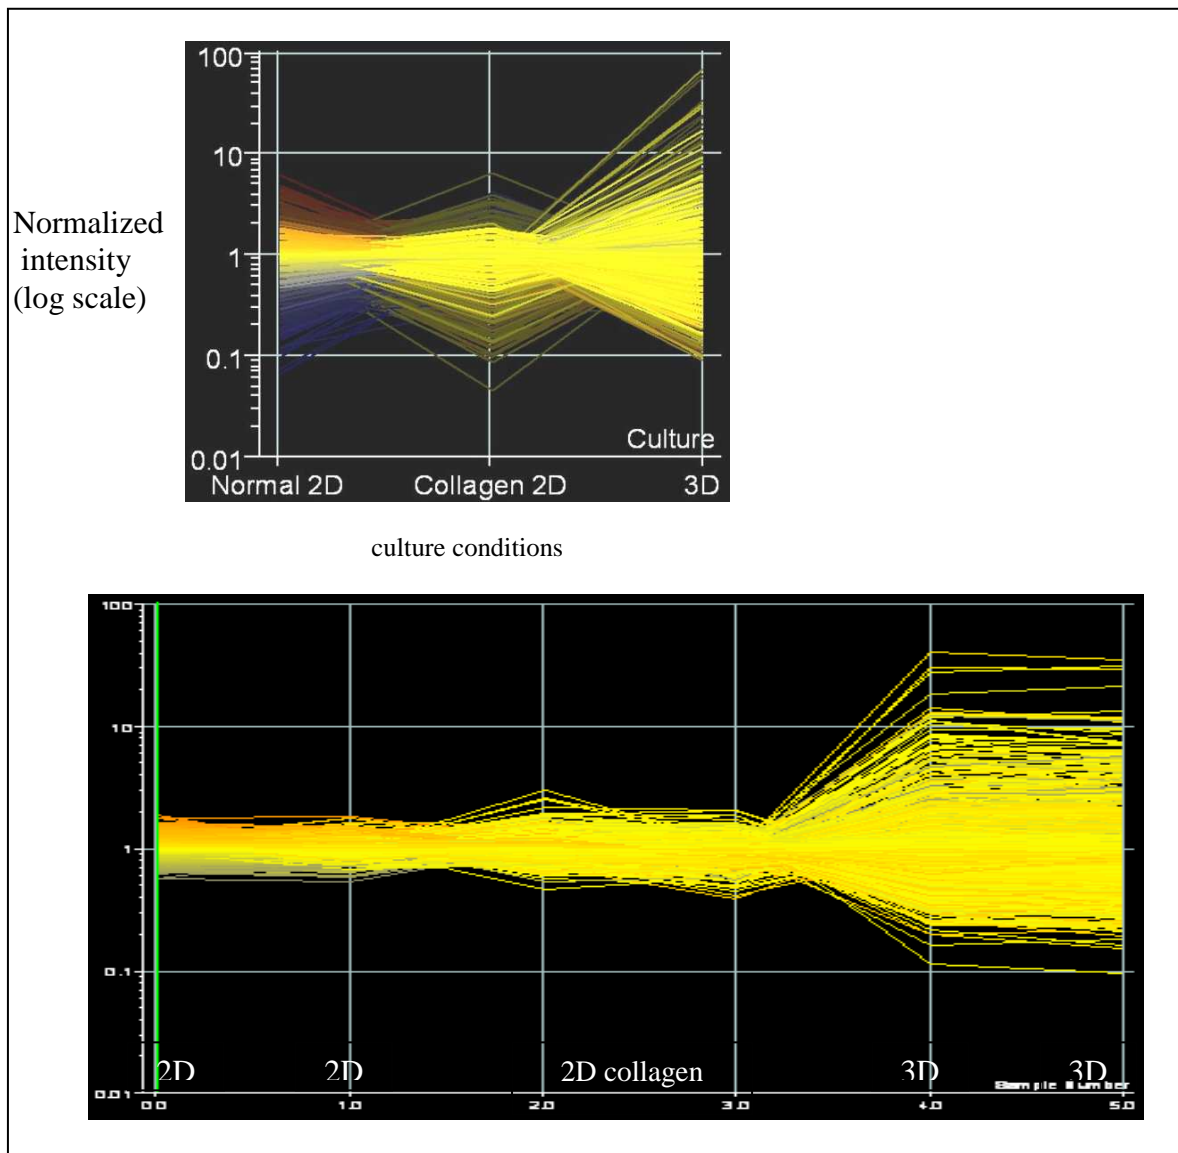 100
10
Normalized
intensity
(log scale)
1
0.1
Culture
0.01
Normal 2D Collagen 2D 3D
culture conditions
100
10
1
0.1
2D 2D 2D collagen 3D 3D
Sample Number
0.01
0.0 1.0 2.0 3.0 4.0 5.0